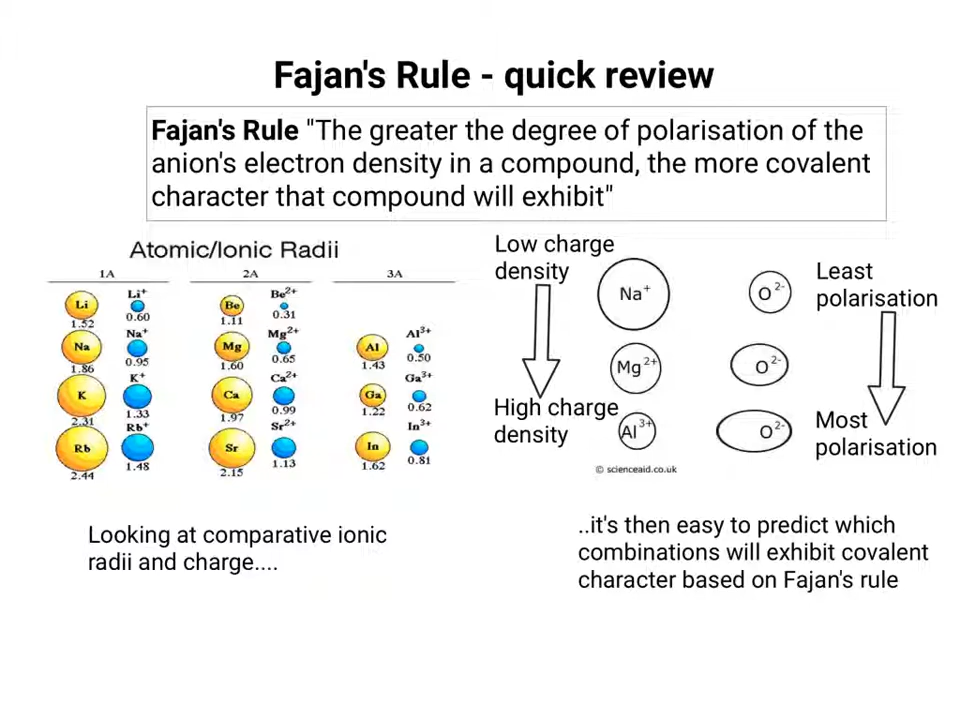 Fajan's Rule - quick review
Fajan's Rule "The greater the degree of polarisation of the
anion's electron density in a compound, the more covalent
character that compound will exhibit"
Atomic/Ionic Radii
1A 2A 3A
Li Li+ Be Be2+
1.52 0.60 1.11 0.31
Na Na+ Mg Mg2+ Al Al3+
1.86 0.95 1.60 0.65 1.43 0.50
K K+ Ca Ca2+ Ga Ga3+
2.31 1.33 1.97 0.99 1.22 0.62
Rb Rb+ Sr Sr2+ In In3+
2.44 1.48 2.15 1.13 1.62 0.81
Low charge
density
High charge
density
Na+ O2-
Mg2+ O2-
Al3+ O2-
© scienceaid.co.uk
Least
polarisation
Most
polarisation
Looking at comparative ionic
radii and charge....
..it's then easy to predict which
combinations will exhibit covalent
character based on Fajan's rule